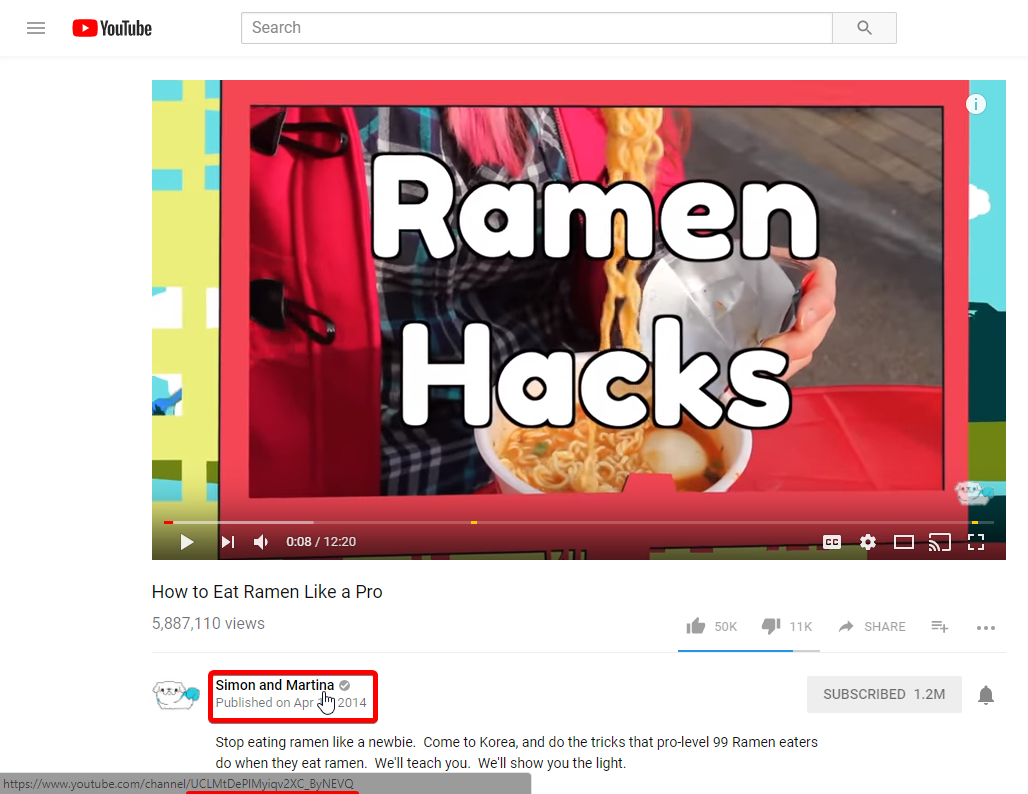 YouTube
Search
i
Ramen
Hacks
0:08 / 12:20
CC
How to Eat Ramen Like a Pro
5,887,110 views
50K
11K
SHARE
Simon and Martina
Published on Apr 2014
SUBSCRIBED 1.2M
Stop eating ramen like a newbie. Come to Korea, and do the tricks that pro-level 99 Ramen eaters
do when they eat ramen. We'll teach you. We'll show you the light.
https://www.youtube.com/channel/UCLMtDePIMyiqv2XC_ByNEVQ